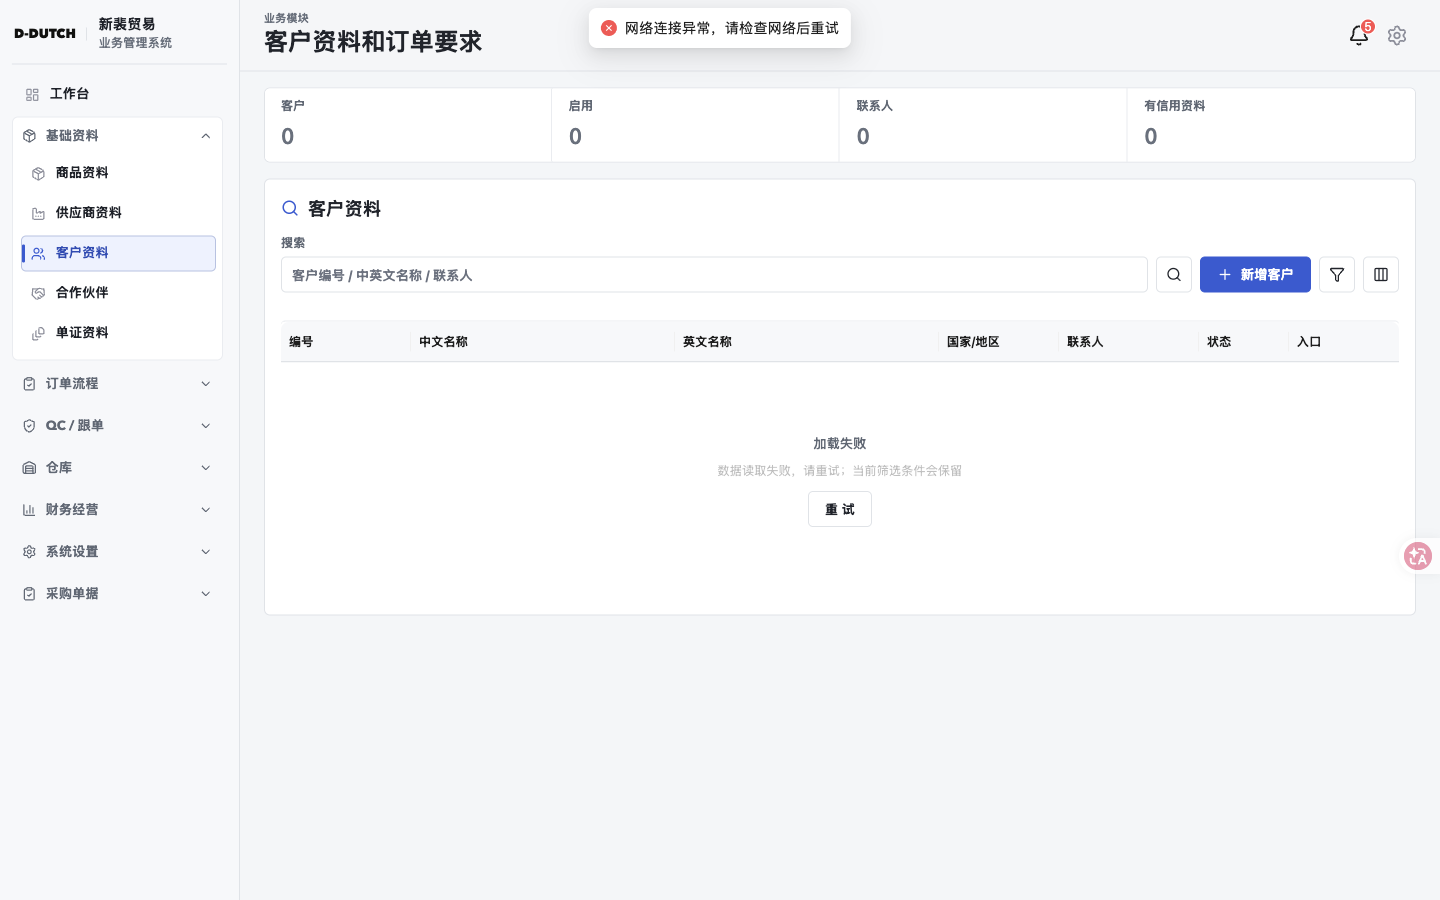 D-DUTCH
新裝贸易
业务管理系统
工作台
基础资料
商品资料
供应商资料
客户资料
合作伙伴
单证资料
订单流程
QC / 跟单
仓库
财务经营
系统设置
采购单据
业务模块
客户资料和订单要求
网络连接异常，请检查网络后重试
5
客户
0
启用
0
联系人
0
有信用资料
0
客户资料
搜索
客户编号 / 中英文名称 / 联系人
新增客户
编号 中文名称 英文名称 国家/地区 联系人 状态 入口
加载失败
数据读取失败，请重试；当前筛选条件会保留
重 试